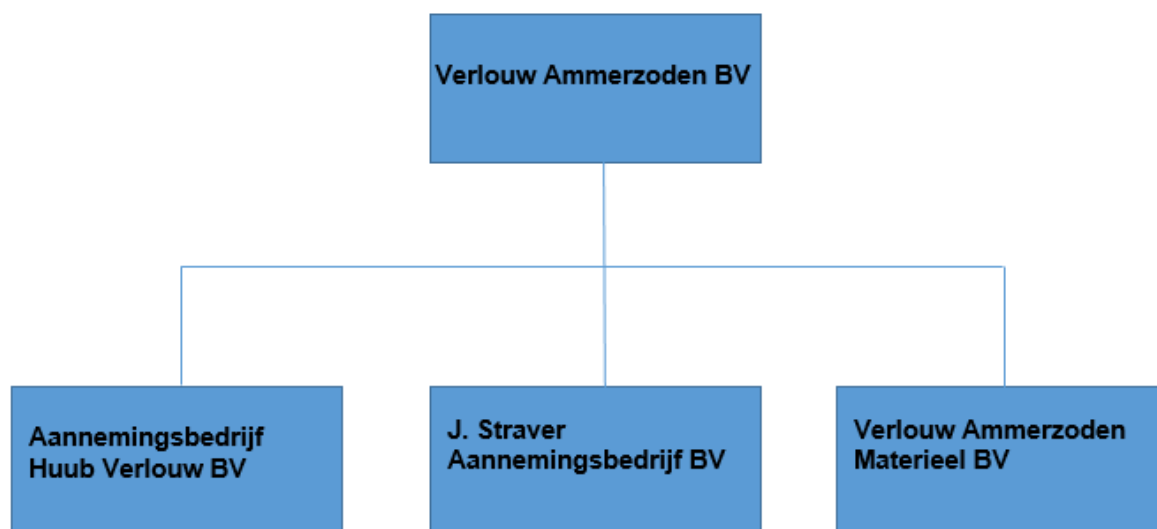 Verlouw Ammerzoden BV
Aannemingsbedrijf
Huub Verlouw BV
J. Straver
Aannemingsbedrijf BV
Verlouw Ammerzoden
Materieel BV